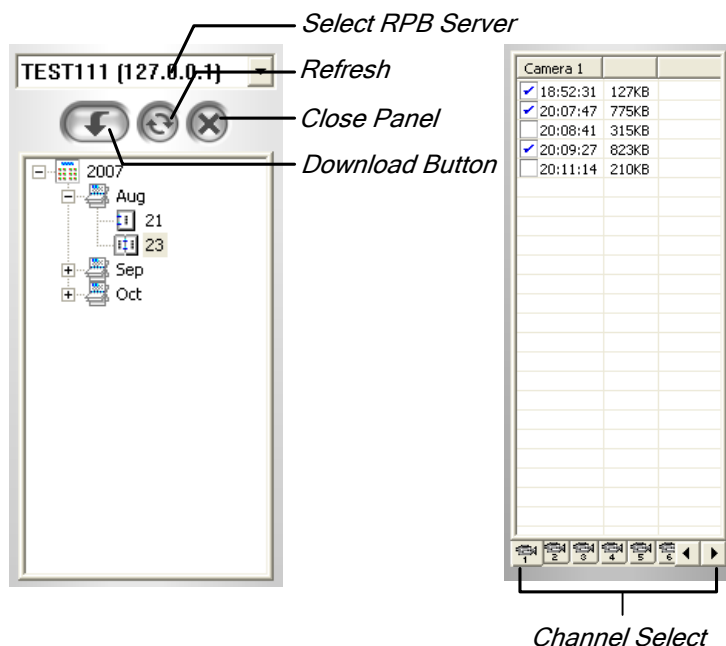 Select RPB Server
TEST111 (127.0.0.1)
Refresh
Close Panel
Download Button
2007
Aug
21
23
Sep
Oct
Camera 1
18:52:31 127KB
20:07:47 775KB
20:08:41 315KB
20:09:27 823KB
20:11:14 210KB
1 2 3 4 5 6
Channel Select